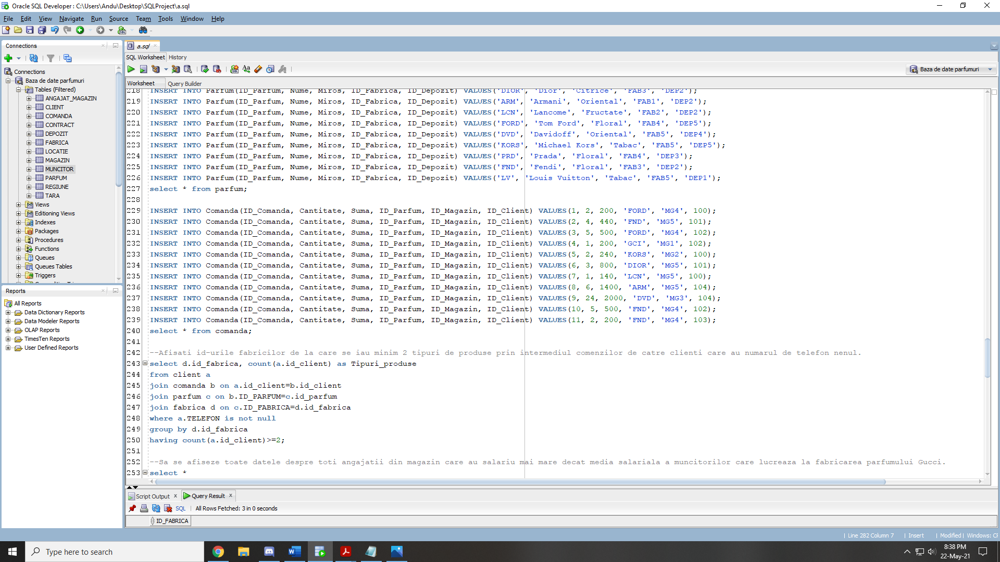 Oracle SQL Developer : C:\Users\Andu\Desktop\SQLProject\a.sql
File Edit View Navigate Run Source Team Tools Window Help
Connections
a.sql
SQL Worksheet History
Connections
Baza de date parfumuri
Tables (Filtered)
ANGAJAT_MAGAZIN
CLIENT
COMANDA
CONTRACT
DEPOZIT
FABRICA
LOCATIE
MAGAZIN
MUNCITOR
PARFUM
REGIUNE
TARA
Views
Editioning Views
Indexes
Packages
Procedures
Functions
Queues
Queues Tables
Triggers
Reports
All Reports
Data Dictionary Reports
Data Modeler Reports
OLAP Reports
TimesTen Reports
User Defined Reports
Baza de date parfumuri
Worksheet Query Builder
218 INSERT INTO Parfum(ID_Parfum, Nume, Miros, ID_Fabrica, ID_Depozit) VALUES('DIOR', 'Dior', 'Citrice', 'FAB3', 'DEP2');
219 INSERT INTO Parfum(ID_Parfum, Nume, Miros, ID_Fabrica, ID_Depozit) VALUES('ARM', 'Armani', 'Oriental', 'FAB1', 'DEP2');
220 INSERT INTO Parfum(ID_Parfum, Nume, Miros, ID_Fabrica, ID_Depozit) VALUES('LCN', 'Lancome', 'Fructate', 'FAB2', 'DEP2');
221 INSERT INTO Parfum(ID_Parfum, Nume, Miros, ID_Fabrica, ID_Depozit) VALUES('FORD', 'Tom Ford', 'Floral', 'FAB4', 'DEP5');
222 INSERT INTO Parfum(ID_Parfum, Nume, Miros, ID_Fabrica, ID_Depozit) VALUES('DVD', 'Davidoff', 'Oriental', 'FAB5', 'DEP4');
223 INSERT INTO Parfum(ID_Parfum, Nume, Miros, ID_Fabrica, ID_Depozit) VALUES('KORS', 'Michael Kors', 'Tabac', 'FAB5', 'DEP5');
224 INSERT INTO Parfum(ID_Parfum, Nume, Miros, ID_Fabrica, ID_Depozit) VALUES('PRD', 'Prada', 'Floral', 'FAB4', 'DEP3');
225 INSERT INTO Parfum(ID_Parfum, Nume, Miros, ID_Fabrica, ID_Depozit) VALUES('FND', 'Fendi', 'Floral', 'FAB3', 'DEP2');
226 INSERT INTO Parfum(ID_Parfum, Nume, Miros, ID_Fabrica, ID_Depozit) VALUES('LV', 'Louis Vuitton', 'Tabac', 'FAB5', 'DEP1');
227 select * from parfum;
228
229 INSERT INTO Comanda(ID_Comanda, Cantitate, Suma, ID_Parfum, ID_Magazin, ID_Client) VALUES(1, 2, 200, 'FORD', 'MG4', 100);
230 INSERT INTO Comanda(ID_Comanda, Cantitate, Suma, ID_Parfum, ID_Magazin, ID_Client) VALUES(2, 4, 440, 'FND', 'MG5', 101);
231 INSERT INTO Comanda(ID_Comanda, Cantitate, Suma, ID_Parfum, ID_Magazin, ID_Client) VALUES(3, 5, 500, 'FORD', 'MG4', 102);
232 INSERT INTO Comanda(ID_Comanda, Cantitate, Suma, ID_Parfum, ID_Magazin, ID_Client) VALUES(4, 1, 200, 'GCI', 'MG1', 102);
233 INSERT INTO Comanda(ID_Comanda, Cantitate, Suma, ID_Parfum, ID_Magazin, ID_Client) VALUES(5, 2, 240, 'KORS', 'MG2', 100);
234 INSERT INTO Comanda(ID_Comanda, Cantitate, Suma, ID_Parfum, ID_Magazin, ID_Client) VALUES(6, 3, 800, 'DIOR', 'MG5', 101);
235 INSERT INTO Comanda(ID_Comanda, Cantitate, Suma, ID_Parfum, ID_Magazin, ID_Client) VALUES(7, 1, 140, 'LCN', 'MG5', 100);
236 INSERT INTO Comanda(ID_Comanda, Cantitate, Suma, ID_Parfum, ID_Magazin, ID_Client) VALUES(8, 6, 1400, 'ARM', 'MG5', 104);
237 INSERT INTO Comanda(ID_Comanda, Cantitate, Suma, ID_Parfum, ID_Magazin, ID_Client) VALUES(9, 24, 2000, 'DVD', 'MG3', 104);
238 INSERT INTO Comanda(ID_Comanda, Cantitate, Suma, ID_Parfum, ID_Magazin, ID_Client) VALUES(10, 5, 500, 'FND', 'MG4', 102);
239 INSERT INTO Comanda(ID_Comanda, Cantitate, Suma, ID_Parfum, ID_Magazin, ID_Client) VALUES(11, 2, 200, 'FND', 'MG4', 103);
240 select * from comanda;
241
242 --Afisati id-urile fabricilor de la care se iau minim 2 tipuri de produse prin intermediul comenzilor de catre clienti care au numarul de telefon nenul.
243 select d.id_fabrica, count(a.id_client) as Tipuri_produse
244 from client a
245 join comanda b on a.id_client=b.id_client
246 join parfum c on b.ID_PARFUM=c.id_parfum
247 join fabrica d on c.ID_FABRICA=d.id_fabrica
248 where a.TELEFON is not null
249 group by d.id_fabrica
250 having count(a.id_client)>=2;
251
252 --Sa se afiseze toate datele despre toti angajatii din magazin care au salariu mai mare decat media salariala a muncitorilor care lucreaza la fabricarea parfumului Gucci.
253 select *
Script Output x Query Result x
SQL | All Rows Fetched: 3 in 0 seconds
ID_FABRICA
| Line 282 Column 7 | Insert | Modified | Windows:
Type here to search
8:38 PM
22-May-21